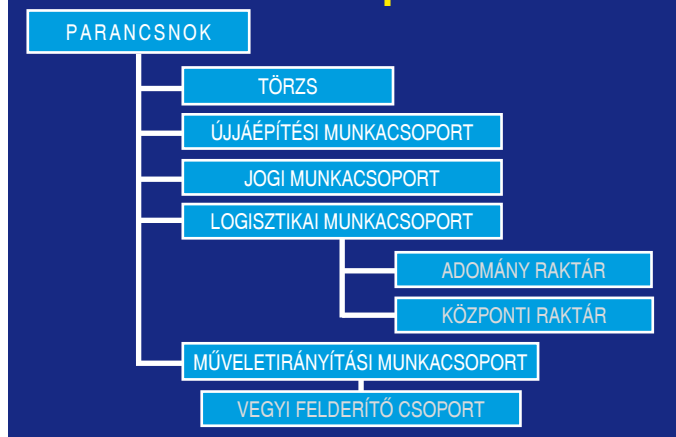 PARANCSNOK
TÖRZS
ÚJJÁÉPÍTÉSI MUNKACSOPORT
JOGI MUNKACSOPORT
LOGISZTIKAI MUNKACSOPORT
ADOMÁNY RAKTÁR
KÖZPONTI RAKTÁR
MŰVELETIRÁNYÍTÁSI MUNKACSOPORT
VEGYI FELDERÍTŐ CSOPORT